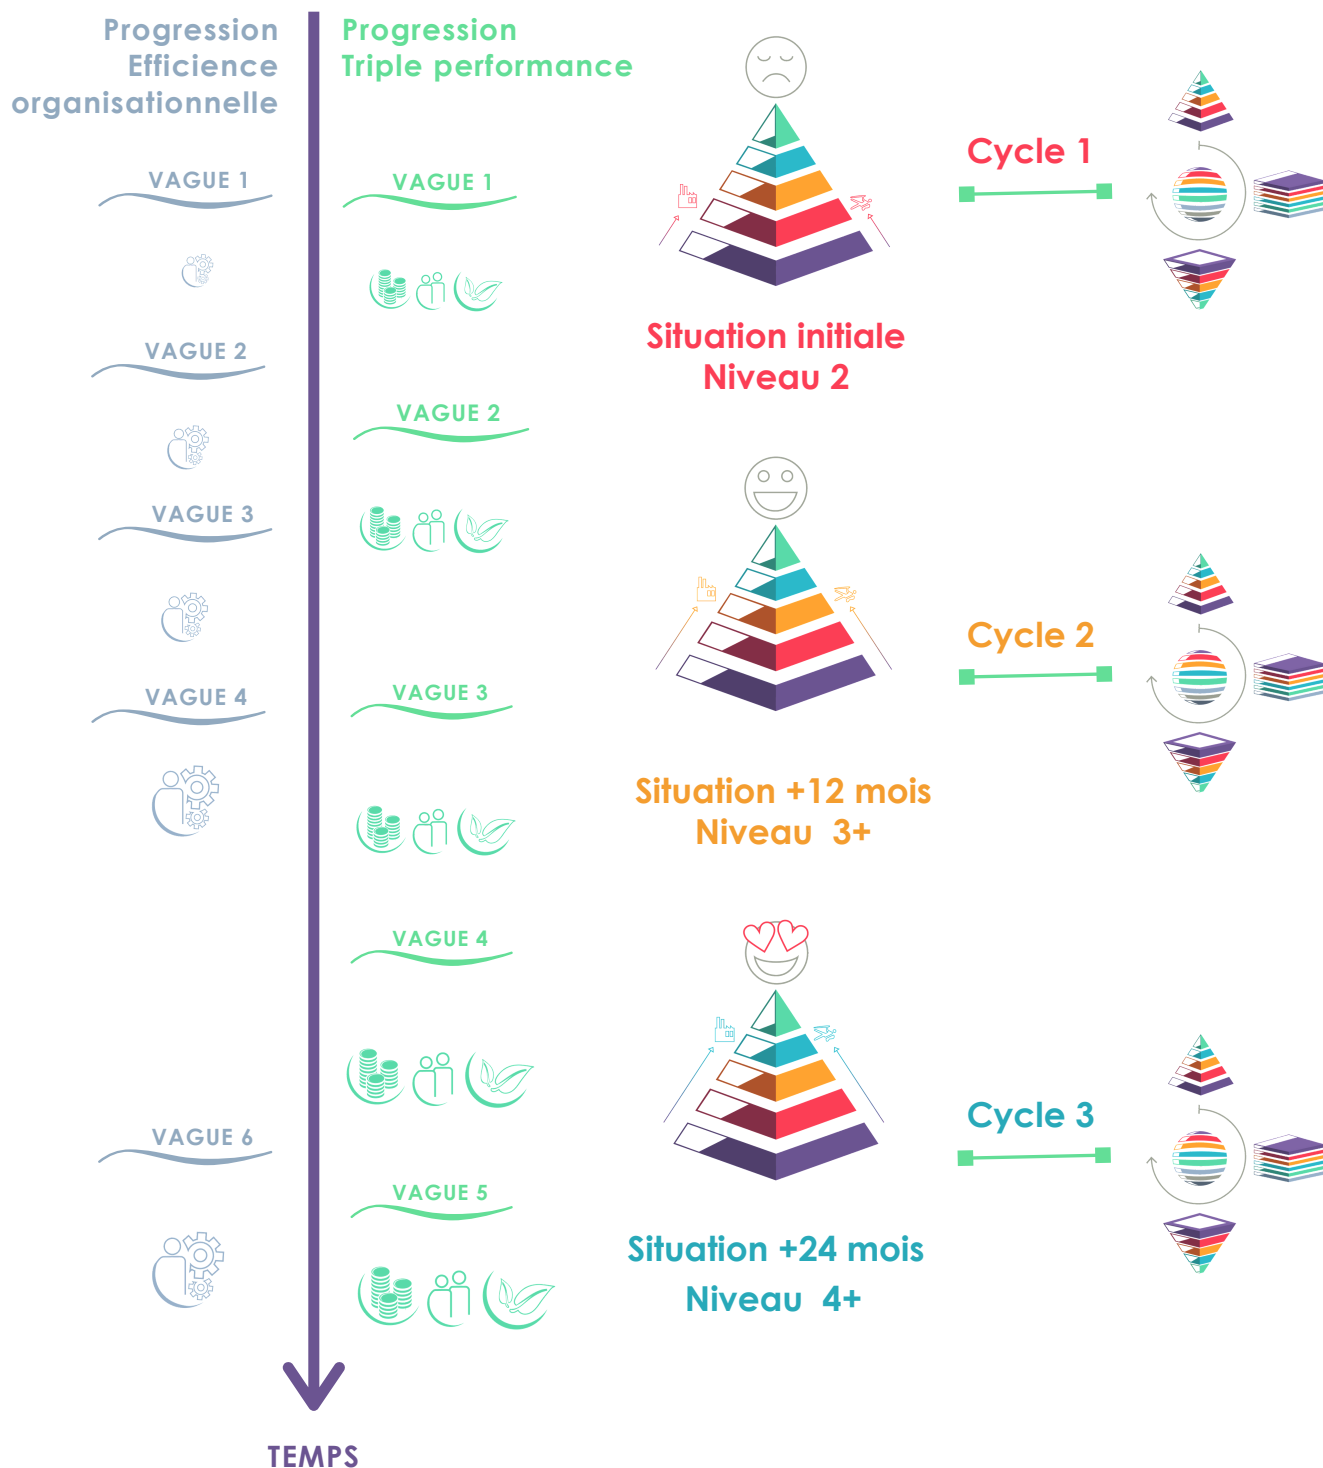 Progression
Efficience
organisationnelle
VAGUE 1
VAGUE 2
VAGUE 3
VAGUE 4
VAGUE 6
Progression
Triple performance
VAGUE 1
VAGUE 2
VAGUE 3
VAGUE 4
VAGUE 5
TEMPS
Situation initiale
Niveau 2
Cycle 1
Situation +12 mois
Niveau 3+
Cycle 2
Situation +24 mois
Niveau 4+
Cycle 3